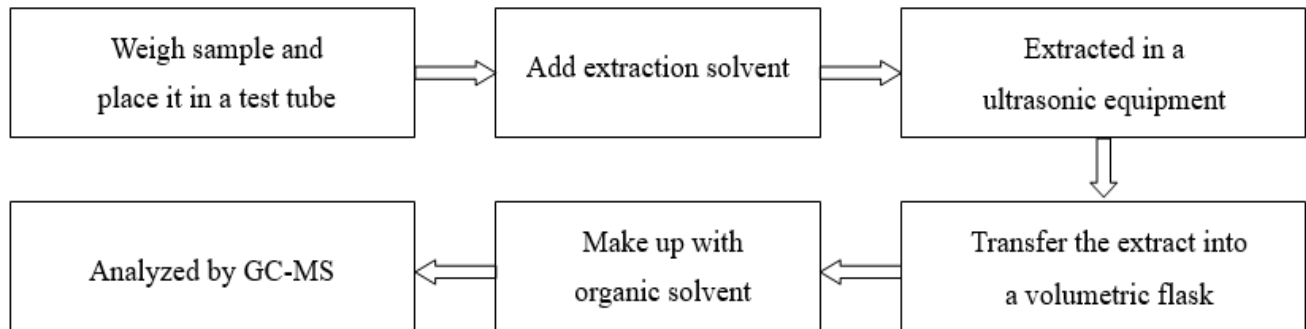 Weigh sample and
place it in a test tube
Add extraction solvent
Extracted in a
ultrasonic equipment
Transfer the extract into
a volumetric flask
Make up with
organic solvent
Analyzed by GC-MS